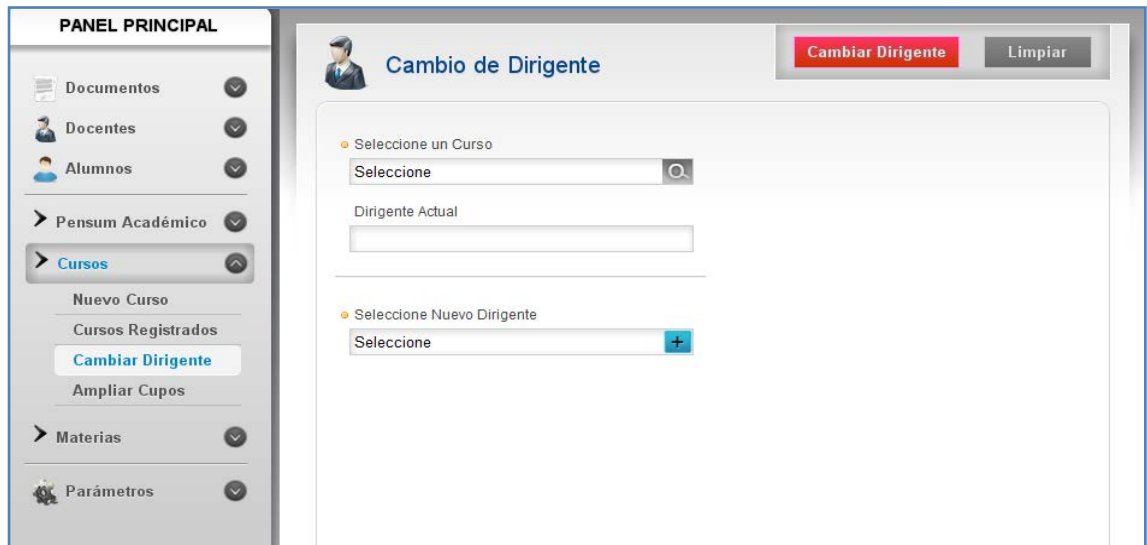 PANEL PRINCIPAL
Documentos
Docentes
Alumnos
Pensum Académico
Cursos
Nuevo Curso
Cursos Registrados
Cambiar Dirigente
Ampliar Cupos
Materias
Parámetros
Cambio de Dirigente
Cambiar Dirigente
Limpiar
Seleccione un Curso
Seleccione
Dirigente Actual
Seleccione Nuevo Dirigente
Seleccione